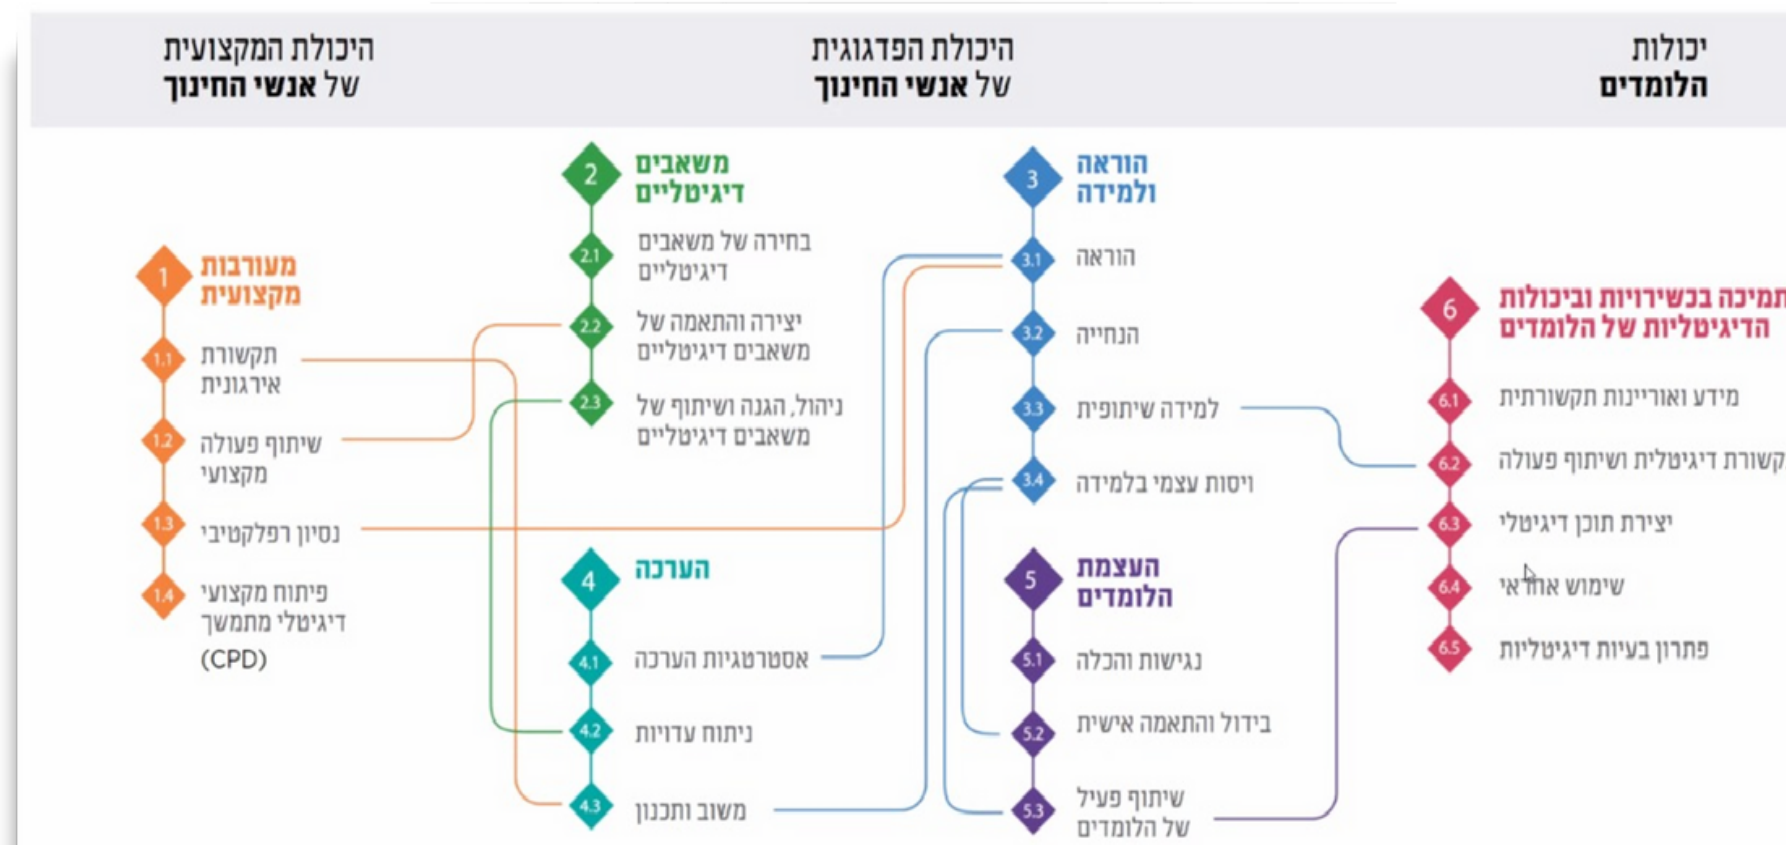 יכולות
הלומדים
היכולת הפדגוגית
של אנשי החינוך
היכולת המקצועית
של אנשי החינוך
1
מעורבות
מקצועית
1.1
תקשורת
אירגונית
1.2
שיתוף פעולה
מקצועי
1.3
נסיון רפלקטיבי
1.4
פיתוח מקצועי
דיגיטלי מתמשך
(CPD)
2
משאבים
דיגיטליים
2.1
בחירה של משאבים
דיגיטליים
2.2
יצירה והתאמה של
משאבים דיגיטליים
2.3
ניהול, הגנה ושיתוף של
משאבים דיגיטליים
3
הוראה
ולמידה
3.1
הוראה
3.2
הנחייה
3.3
למידה שיתופית
3.4
ויסות עצמי בלמידה
4
הערכה
4.1
אסטרטגיות הערכה
4.2
ניתוח עדויות
4.3
משוב ותכנון
5
העצמת
הלומדים
5.1
נגישות והכלה
5.2
בידול והתאמה אישית
5.3
שיתוף פעיל
של הלומדים
6
תמיכה בכשירויות וביכולות
הדיגיטליות של הלומדים
6.1
מידע ואוריינות תקשורתית
6.2
קשורת דיגיטלית ושיתוף פעולה
6.3
יצירת תוכן דיגיטלי
6.4
שימוש אחראי
6.5
פתרון בעיות דיגיטליות